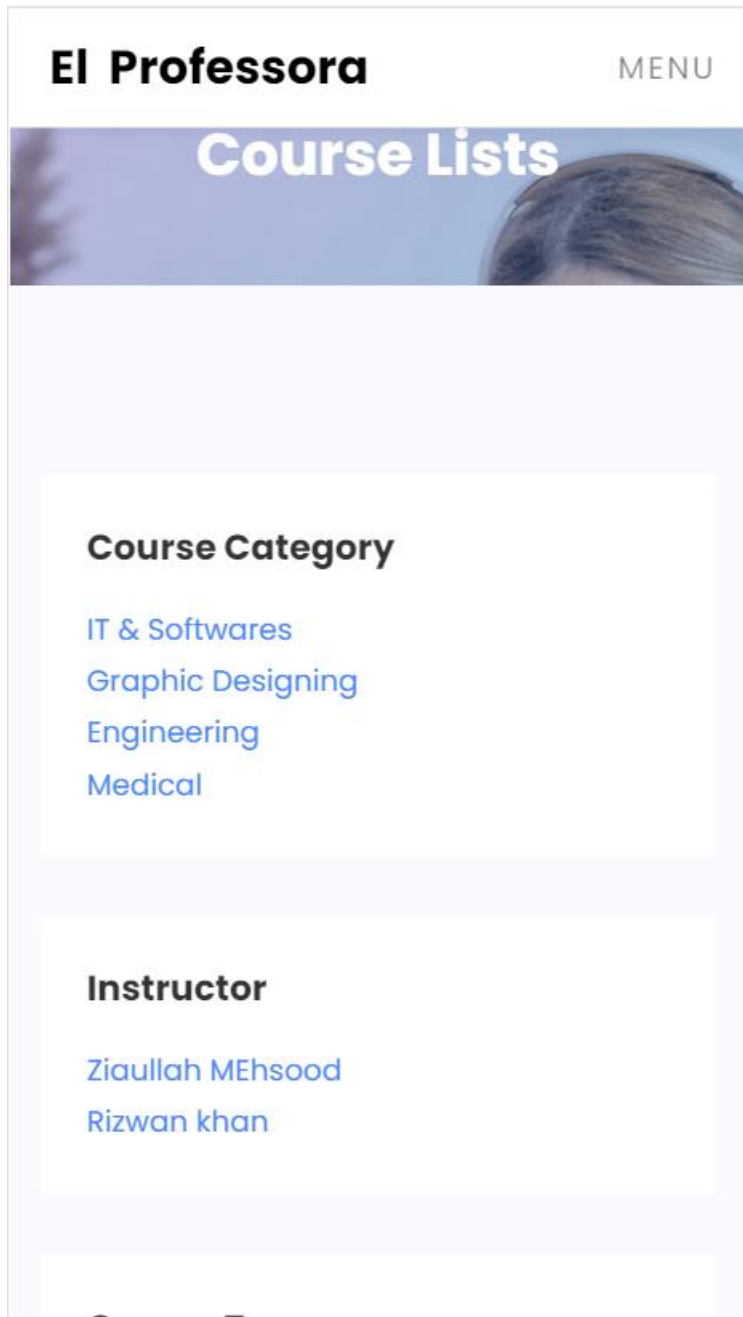 El Professora
MENU
Course Lists
Course Category
IT & Softwares
Graphic Designing
Engineering
Medical
Instructor
Ziaullah MEhsood
Rizwan khan